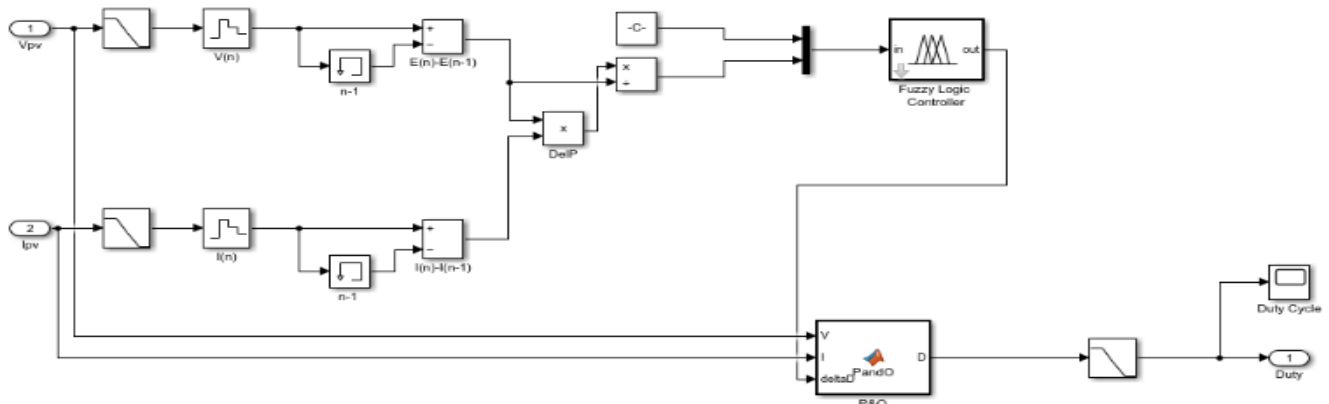 1
Vpv
V(n)
n-1
+
−
E(n)-E(n-1)
×
DelP
-C-
×
÷
in
out
Fuzzy Logic
Controller
2
Ipv
I(n)
n-1
+
−
I(n)-I(n-1)
V
I
deltaD
D
PandO
P&O
Duty Cycle
1
Duty